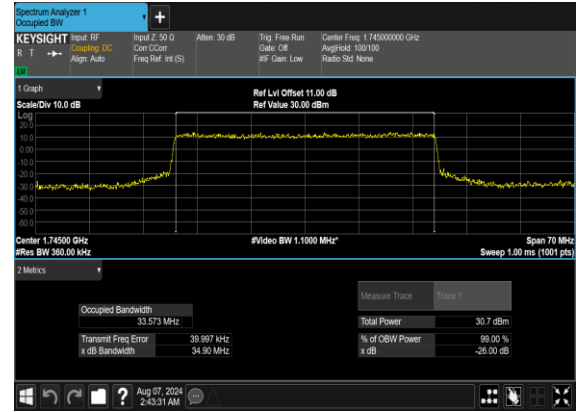 Spectrum Analyzer 1
Occupied BW
KEYSIGHT Input: RF Input Z: 50 Ω Atten: 30 dB Trig: Free Run Center Freq: 1.745000000 GHz
R T Coupling: DC Corr CCorr Gate: Off Avg|Hold: 100/100
Align: Auto Freq Ref: Int (S) #IF Gain: Low Radio Std: None
LV
1 Graph Ref Lvl Offset 11.00 dB
Scale/Div 10.0 dB Ref Value 30.00 dBm
Log
20.0
10.0
0.00
-10.0
-20.0
-30.0
-40.0
-50.0
-60.0
Center 1.74500 GHz #Video BW 1.1000 MHz* Span 70 MHz
#Res BW 360.00 kHz Sweep 1.00 ms (1001 pts)
2 Metrics
Measure Trace Trace 1
Occupied Bandwidth
33.573 MHz Total Power 30.7 dBm
Transmit Freq Error 39.997 kHz % of OBW Power 99.00 %
x dB Bandwidth 34.90 MHz x dB -26.00 dB
Aug 07, 2024
2:43:31 AM